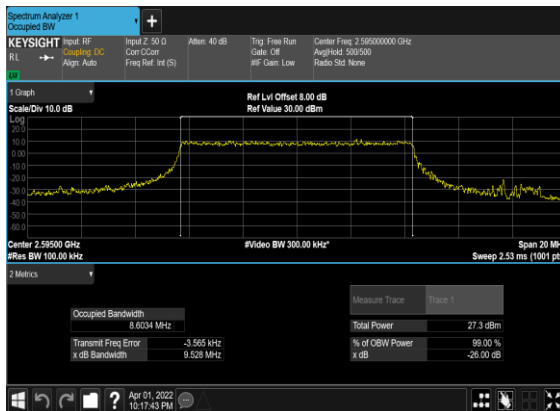 Spectrum Analyzer 1
Occupied BW
KEYSIGHT
RL
Input: RF
Coupling: DC
Align: Auto
Input Z: 50 Ω
Corr CCorr
Freq Ref: Int (S)
Atten: 40 dB
Trig: Free Run
Gate: Off
#IF Gain: Low
Center Freq: 2.595000000 GHz
Avg|Hold: 500/500
Radio Std: None
1 Graph
Scale/Div 10.0 dB
Ref Lvl Offset 8.00 dB
Ref Value 30.00 dBm
Log
20.0
10.0
0.00
-10.0
-20.0
-30.0
-40.0
-50.0
-60.0
Center 2.59500 GHz
#Res BW 100.00 kHz
#Video BW 300.00 kHz*
Span 20 MH
Sweep 2.53 ms (1001 pt
2 Metrics
Measure Trace Trace 1
Occupied Bandwidth
8.6034 MHz
Total Power 27.3 dBm
Transmit Freq Error -3.565 kHz
% of OBW Power 99.00 %
x dB Bandwidth 9.528 MHz
x dB -26.00 dB
?
Apr 01, 2022
10:17:43 PM